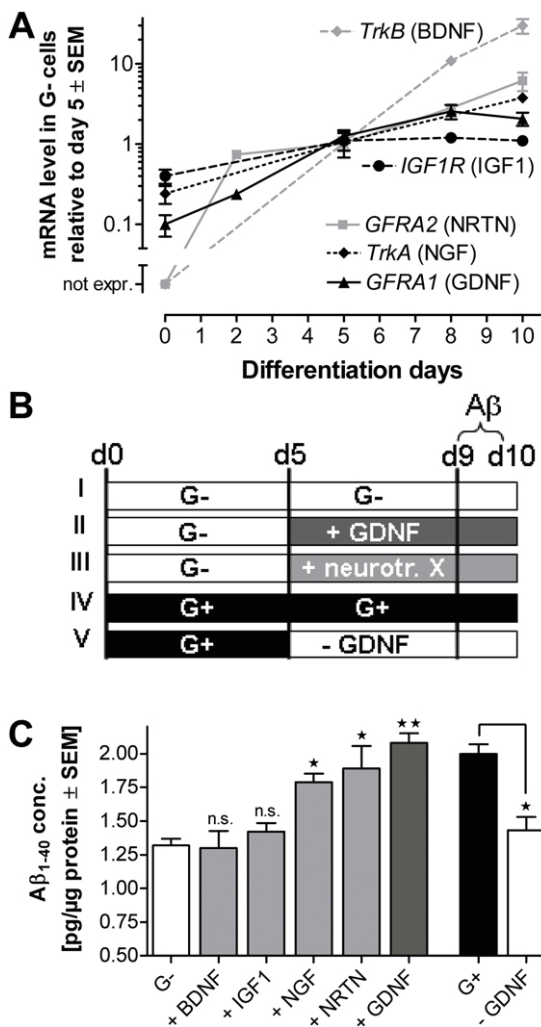 A
mRNA level in G- cells
relative to day 5 ± SEM
10
1
0.1
not expr.
TrkB (BDNF)
IGF1R (IGF1)
GFRA2 (NRTN)
TrkA (NGF)
GFRA1 (GDNF)
0 1 2 3 4 5 6 7 8 9 10
Differentiation days
B
Aβ
d0 d5 d9 d10
I G- G-
II G- + GDNF
III G- + neurotr. X
IV G+ G+
V G+ - GDNF
C
Aβ1-40 conc.
[pg/µg protein ± SEM]
2.00
1.75
1.50
1.25
1.00
0.75
0.50
n.s.
n.s.
★
★
★★
★
G-
+ BDNF
+ IGF1
+ NGF
+ NRTN
+ GDNF
G+
- GDNF